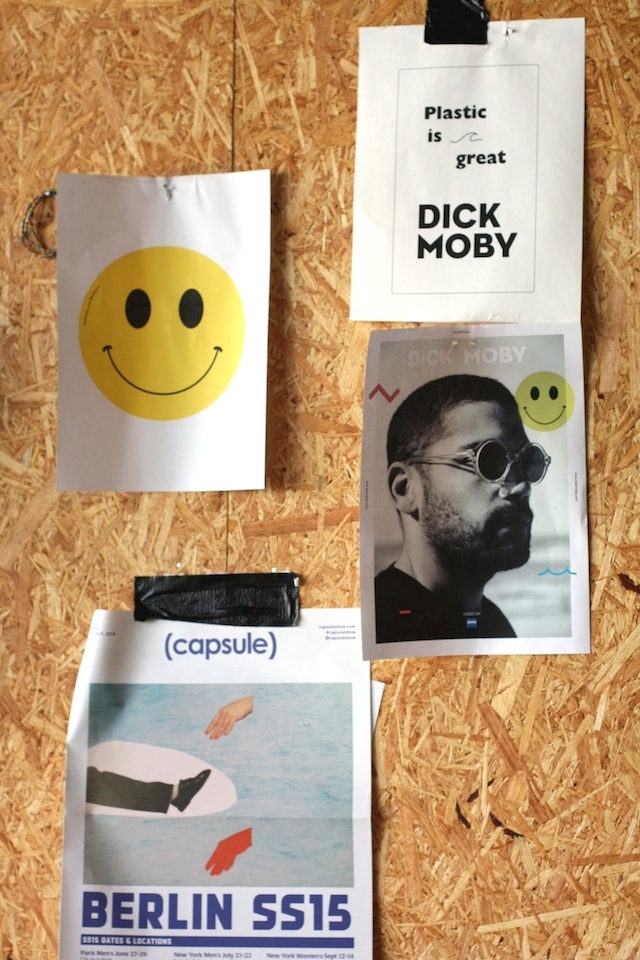 Plastic
is
great
DICK
MOBY
DICK MOBY
(capsule)
capsuleshow.com
#capsuleshow
@capsuleshow
BERLIN SS15
SS15 DATES & LOCATIONS
Paris Men's June 27-29
New York Men's July 21-22
New York Women's Sept 12-14